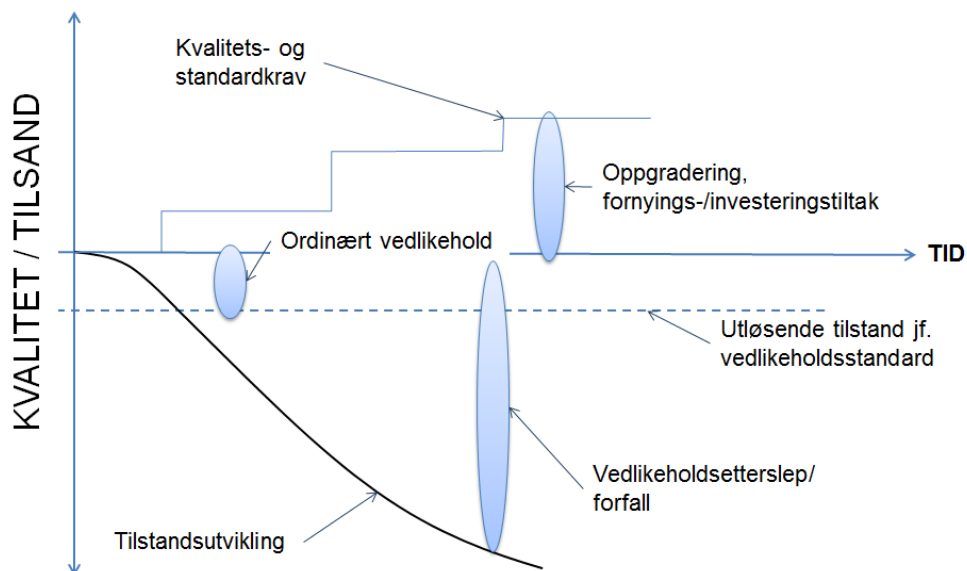 KVALITET / TILSAND
Kvalitets- og
standardkrav
Oppgradering,
fornyings-/investeringstiltak
Ordinært vedlikehold
TID
Utløsende tilstand jf.
vedlikeholdsstandard
Vedlikeholdsetterslep/
forfall
Tilstandsutvikling